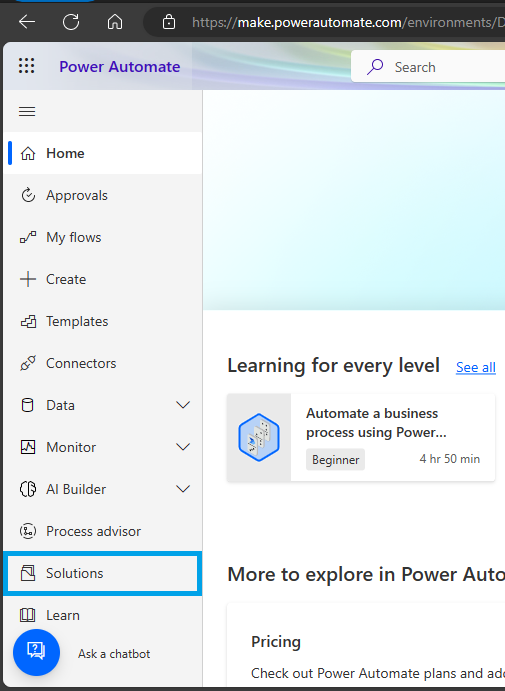 https://make.powerautomate.com/environments/D
Power Automate
Search
Home
Approvals
My flows
Create
Templates
Connectors
Data
Monitor
AI Builder
Process advisor
Solutions
Learn
Ask a chatbot
Learning for every level See all
Automate a business
process using Power...
Beginner 4 hr 50 min
More to explore in Power Auto
Pricing
Check out Power Automate plans and add